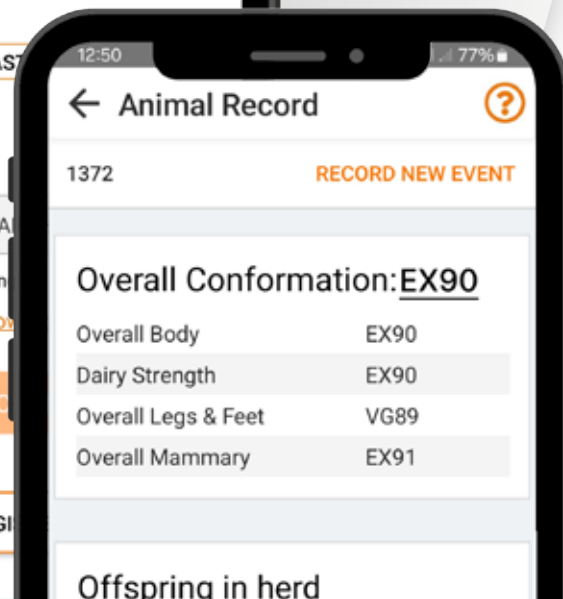 12:50 77%
Animal Record ?
1372 RECORD NEW EVENT
Overall Conformation:EX90
Overall Body EX90
Dairy Strength EX90
Overall Legs & Feet VG89
Overall Mammary EX91
Offspring in herd